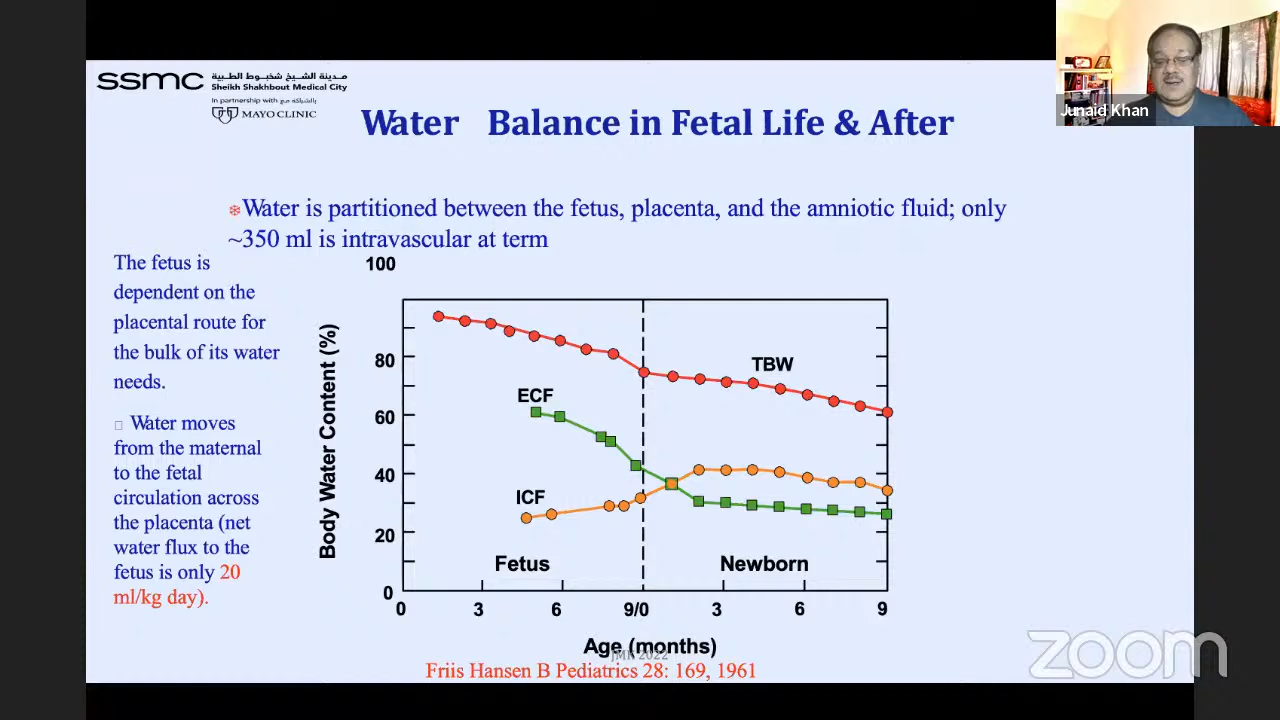 ssmc
مدينة الشيخ شخبوط الطبية
Sheikh Shakhbout Medical City
In partnership with بالشراكة مع
MAYO CLINIC
Junaid Khan
Water Balance in Fetal Life & After
Water is partitioned between the fetus, placenta, and the amniotic fluid; only
~350 ml is intravascular at term
The fetus is
dependent on the
placental route for
the bulk of its water
needs.
Water moves
from the maternal
to the fetal
circulation across
the placenta (net
water flux to the
fetus is only 20
ml/kg day).
100
80
60
40
20
0
Body Water Content (%)
TBW
ECF
ICF
Fetus
Newborn
0 3 6 9/0 3 6 9
Age (months)
JMK 2022
Friis Hansen B Pediatrics 28: 169, 1961
zoom